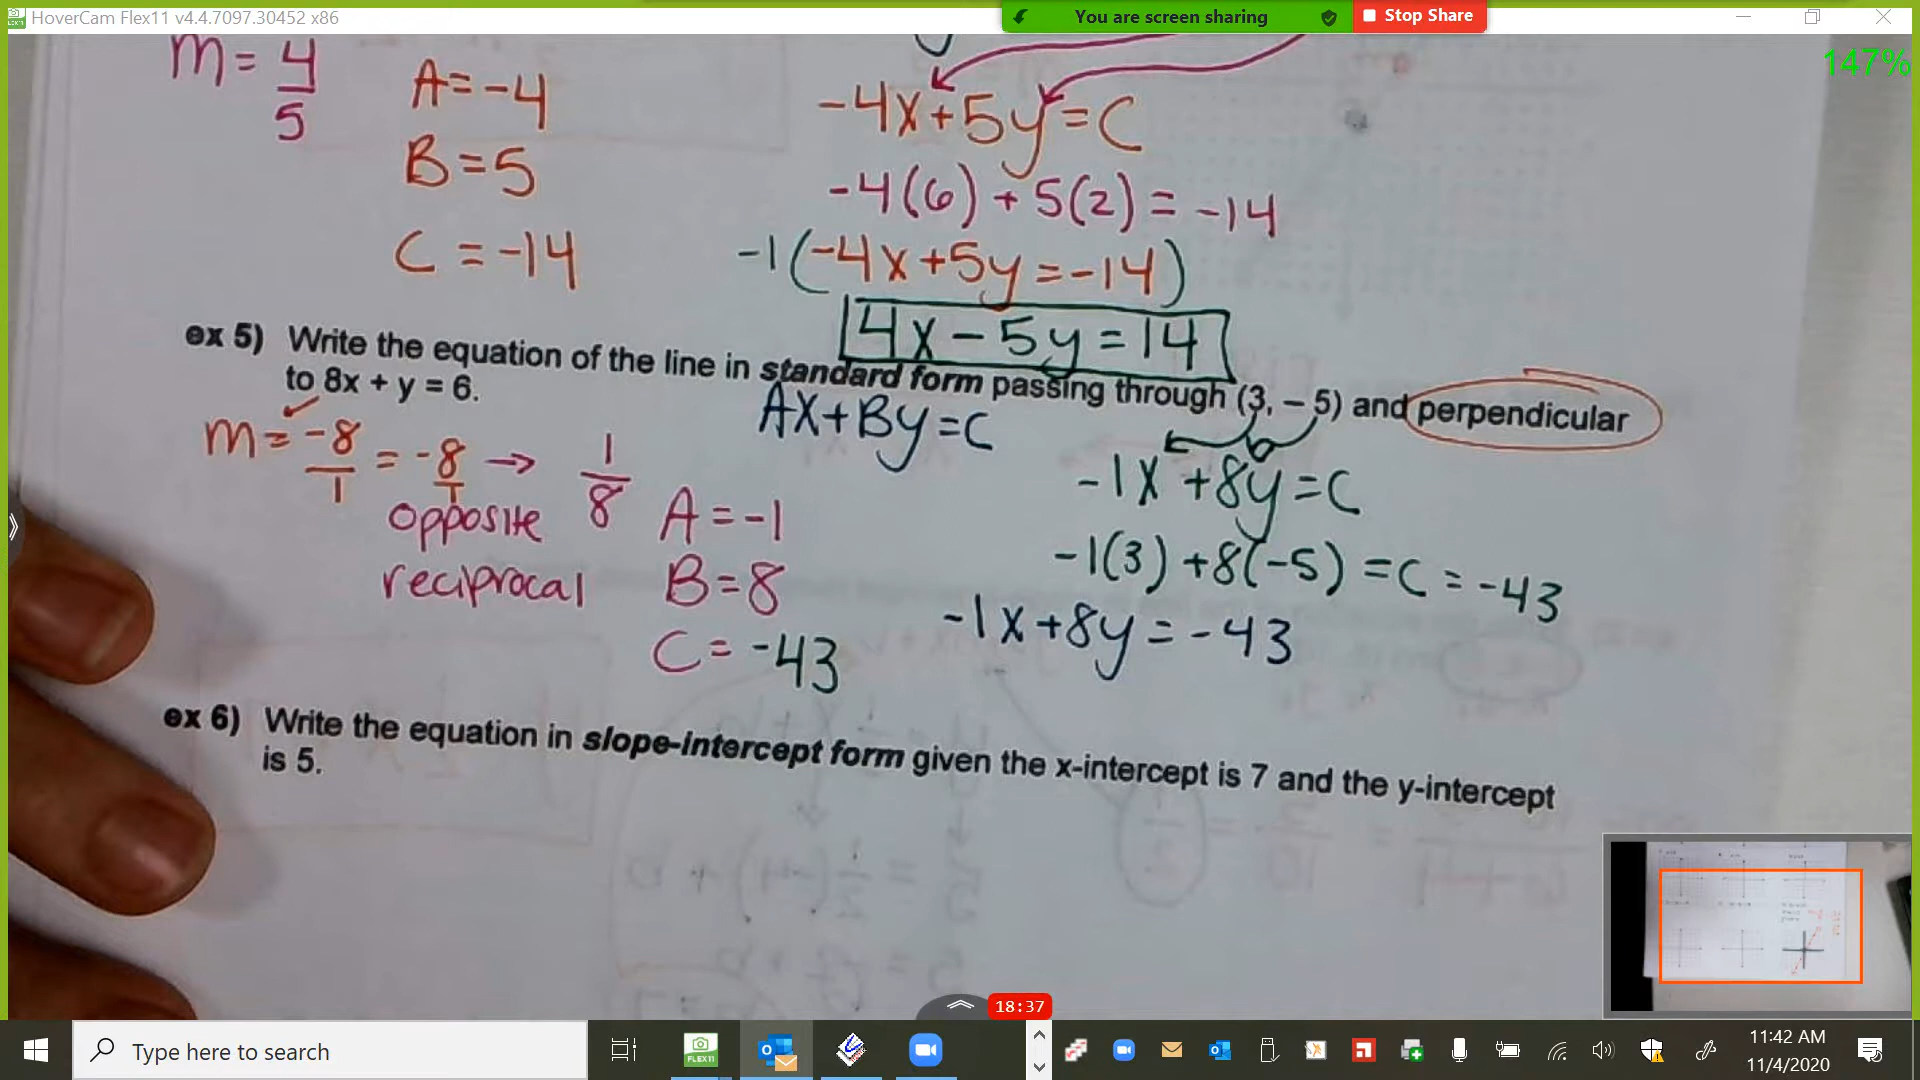 HoverCam Flex11 v4.4.7097.30452 x86
You are screen sharing
Stop Share
147%
m = 4/5
A = -4
B = 5
C = -14
-4x + 5y = C
-4(6) + 5(2) = -14
-1(-4x + 5y = -14)
4x - 5y = 14
ex 5) Write the equation of the line in standard form passing through (3, – 5) and perpendicular
to 8x + y = 6.
Ax + By = C
m = -8/1 = -8/1 → 1/8
opposite
reciprocal
A = -1
B = 8
C = -43
-1x + 8y = C
-1(3) + 8(-5) = C = -43
-1x + 8y = -43
ex 6) Write the equation in slope-intercept form given the x-intercept is 7 and the y-intercept
is 5.
18:37
Type here to search
FLEX11
11:42 AM
11/4/2020